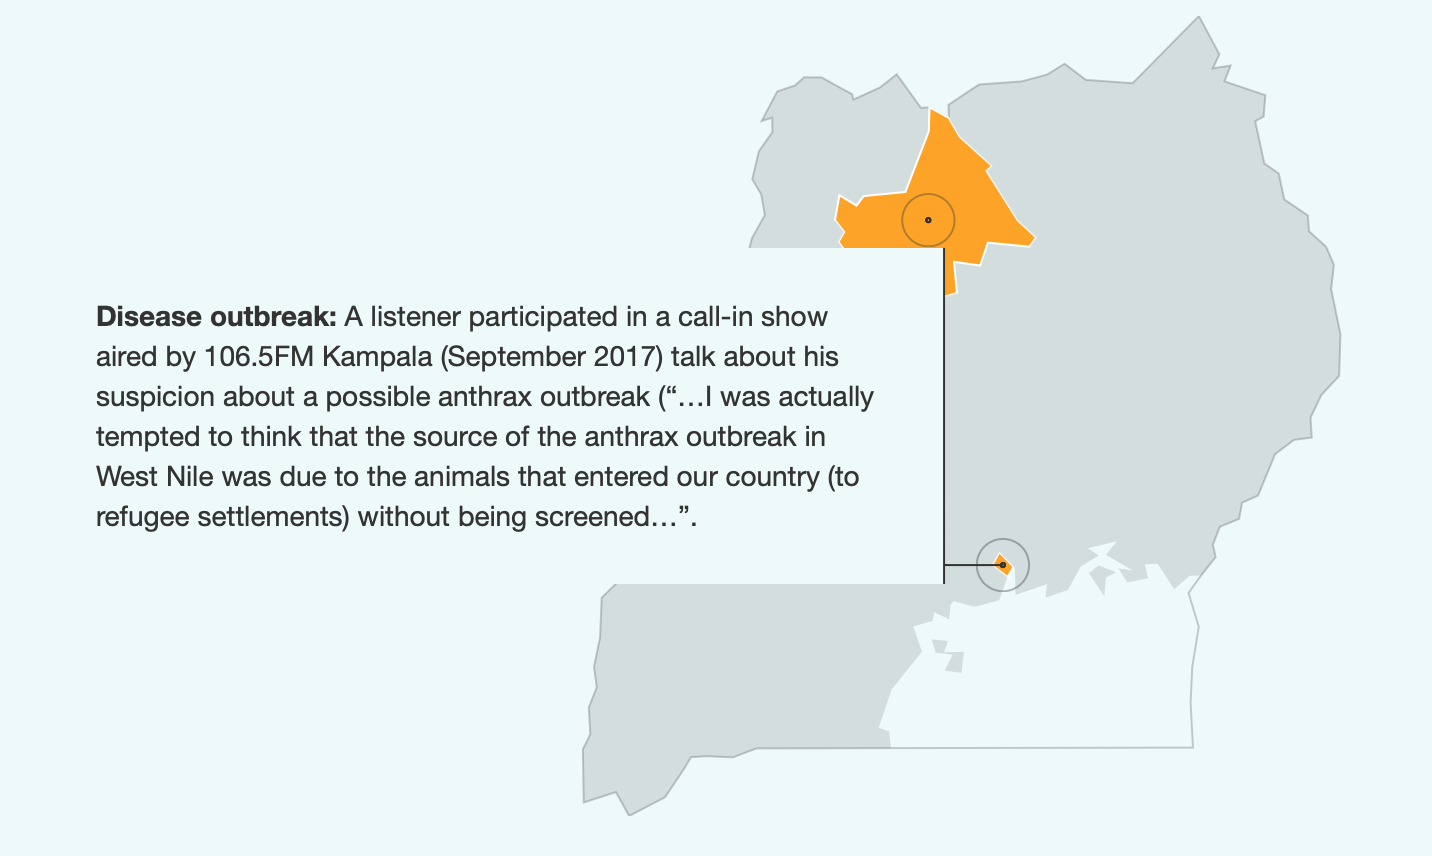 Disease outbreak: A listener participated in a call-in show
aired by 106.5FM Kampala (September 2017) talk about his
suspicion about a possible anthrax outbreak (“…I was actually
tempted to think that the source of the anthrax outbreak in
West Nile was due to the animals that entered our country (to
refugee settlements) without being screened…”.